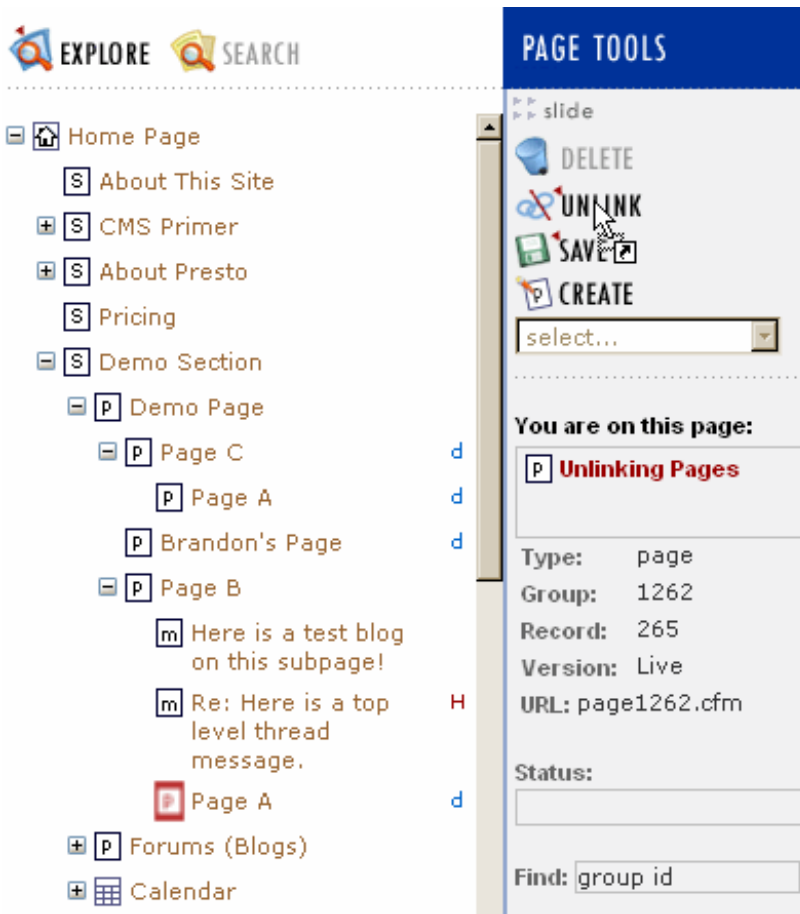 EXPLORE SEARCH
Home Page
S About This Site
S CMS Primer
S About Presto
S Pricing
S Demo Section
P Demo Page
P Page C d
P Page A d
P Brandon's Page d
P Page B
m Here is a test blog
on this subpage!
m Re: Here is a top H
level thread
message.
P Page A d
P Forums (Blogs)
Calendar
PAGE TOOLS
slide
DELETE
UNLINK
SAVE
P CREATE
select...
You are on this page:
P Unlinking Pages
Type: page
Group: 1262
Record: 265
Version: Live
URL: page1262.cfm
Status:
Find: group id